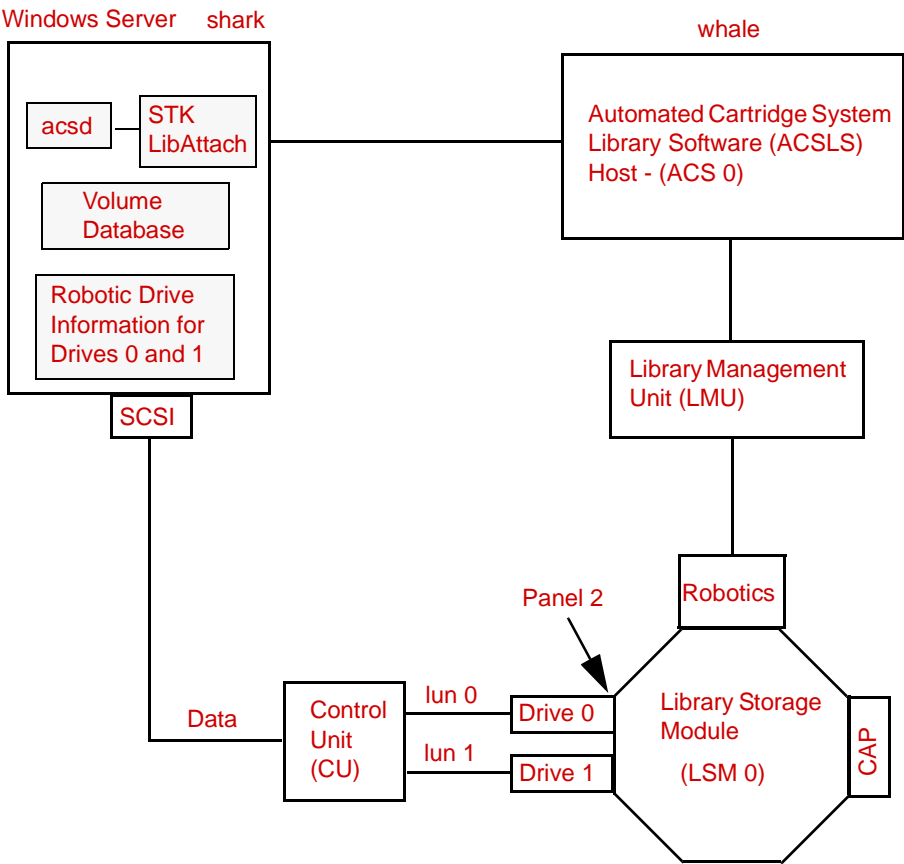 Windows Server shark
whale
acsd
STK
LibAttach
Automated Cartridge System
Library Software (ACSLS)
Host - (ACS 0)
Volume
Database
Robotic Drive
Information for
Drives 0 and 1
Library Management
Unit (LMU)
SCSI
Robotics
Panel 2
Data
Control
Unit
(CU)
lun 0
lun 1
Drive 0
Drive 1
Library Storage
Module
(LSM 0)
CAP